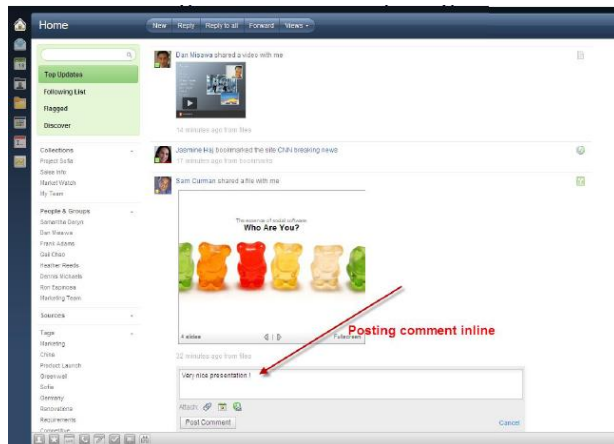 Home
New Reply Reply to all Forward Views
Top Updates
Following List
Flagged
Discover
Collections
Project Sofia
Sales Info
Market Watch
My Team
People & Groups
Samantha Daryn
Dan Misawa
Frank Adams
Gail Chao
Heather Reeds
Dennis Michaels
Ron Espinosa
Marketing Team
Sources
Tags
Marketing
China
Product Launch
Greenwell
Sofia
Germany
Renovations
Requirements
Competitive
Dan Misawa shared a video with me
14 minutes ago from files
Jasmine Haj bookmarked the site CNN breaking news
17 minutes ago from bookmarks
Sam Curman shared a file with me
The essence of social software
Who Are You?
4 slides
Fullscreen
Posting comment inline
32 minutes ago from files
Very nice presentation !
Attach:
Post Comment
Cancel